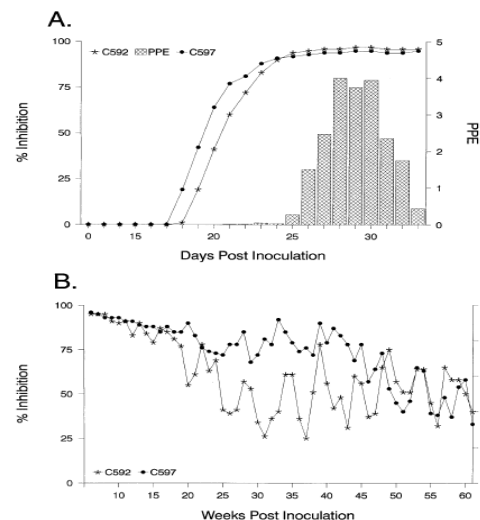 A.
★ C592 PPE ● C597
100
75
50
25
0
% Inhibition
5
4
3
2
1
0
PPE
0 15 20 25 30
Days Post Inoculation
B.
100
75
50
25
0
% Inhibition
★ C592 ● C597
10 15 20 25 30 35 40 45 50 55 60
Weeks Post Inoculation